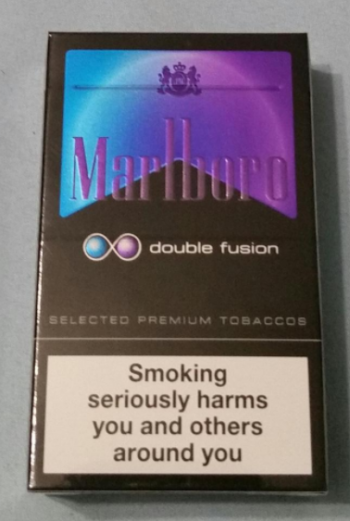 Marlboro
double fusion
SELECTED PREMIUM TOBACCOS
Smoking
seriously harms
you and others
around you